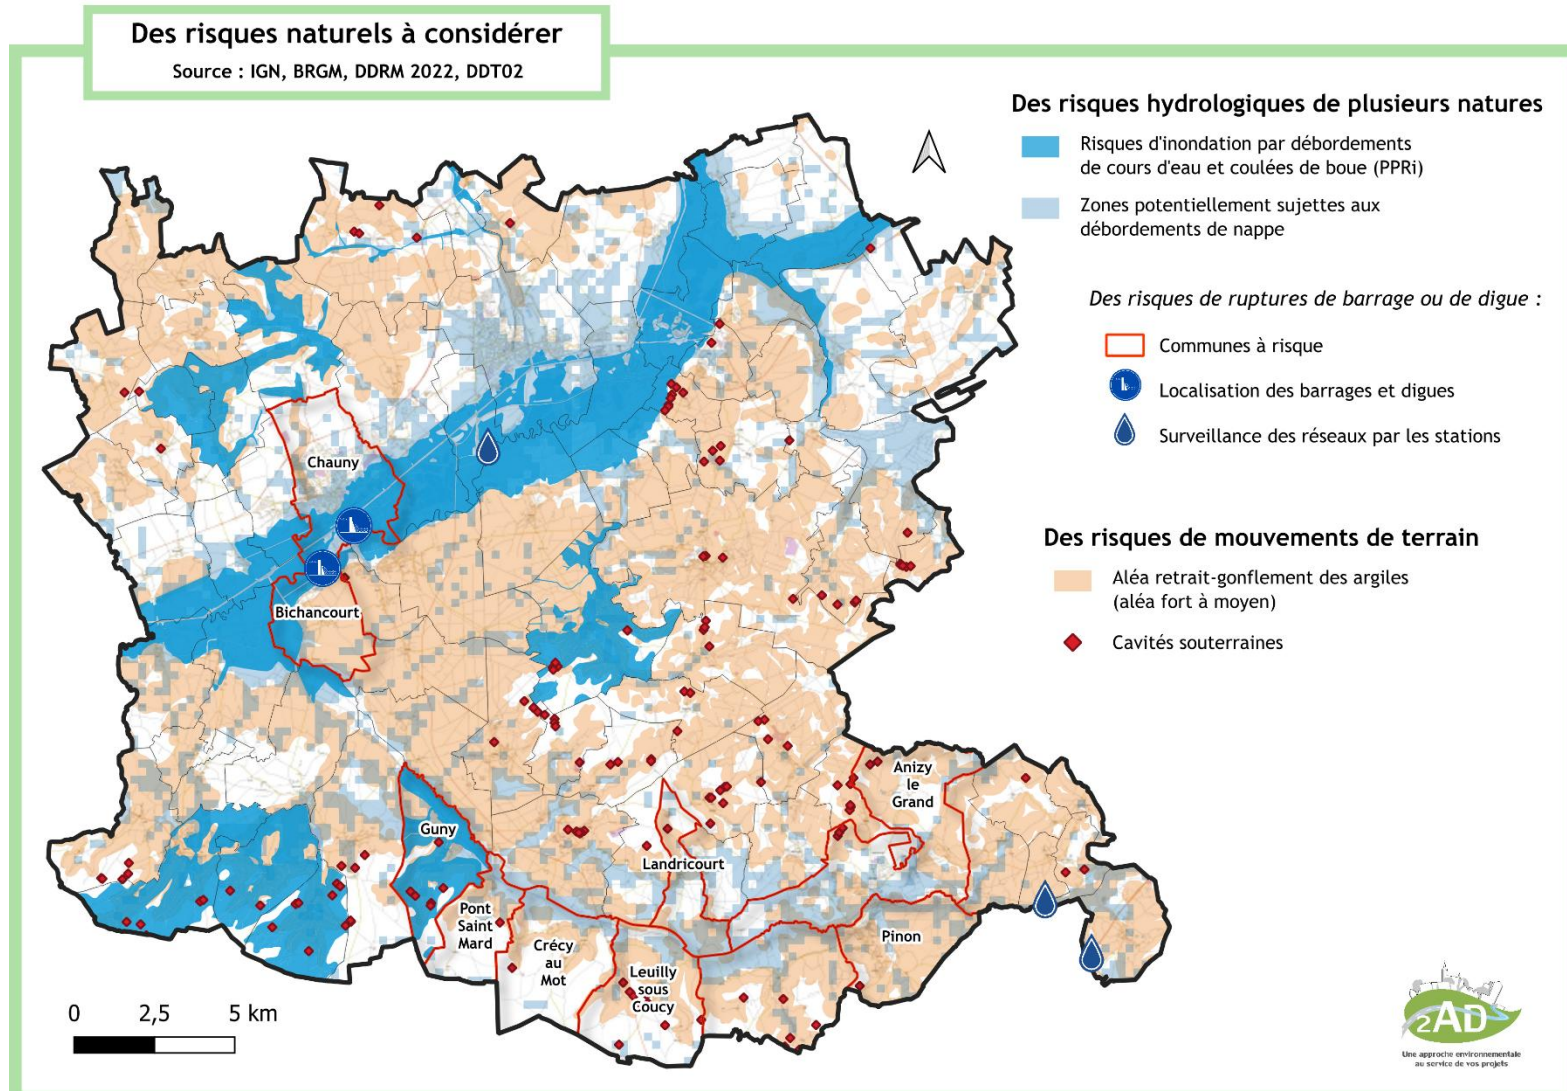 Des risques naturels à considérer
Source : IGN, BRGM, DDRM 2022, DDT02
Des risques hydrologiques de plusieurs natures
Risques d'inondation par débordements
de cours d'eau et coulées de boue (PPRi)
Zones potentiellement sujettes aux
débordements de nappe
Des risques de ruptures de barrage ou de digue :
Communes à risque
Localisation des barrages et digues
Surveillance des réseaux par les stations
Des risques de mouvements de terrain
Aléa retrait-gonflement des argiles
(aléa fort à moyen)
Cavités souterraines
Chauny
Bichancourt
Anizy
le
Grand
Guny
Landricourt
Pont
Saint
Mard
Crécy
au
Mot
Leuilly
sous
Coucy
Pinon
0 2,5 5 km
2AD
Une approche environnementale
au service de vos projets